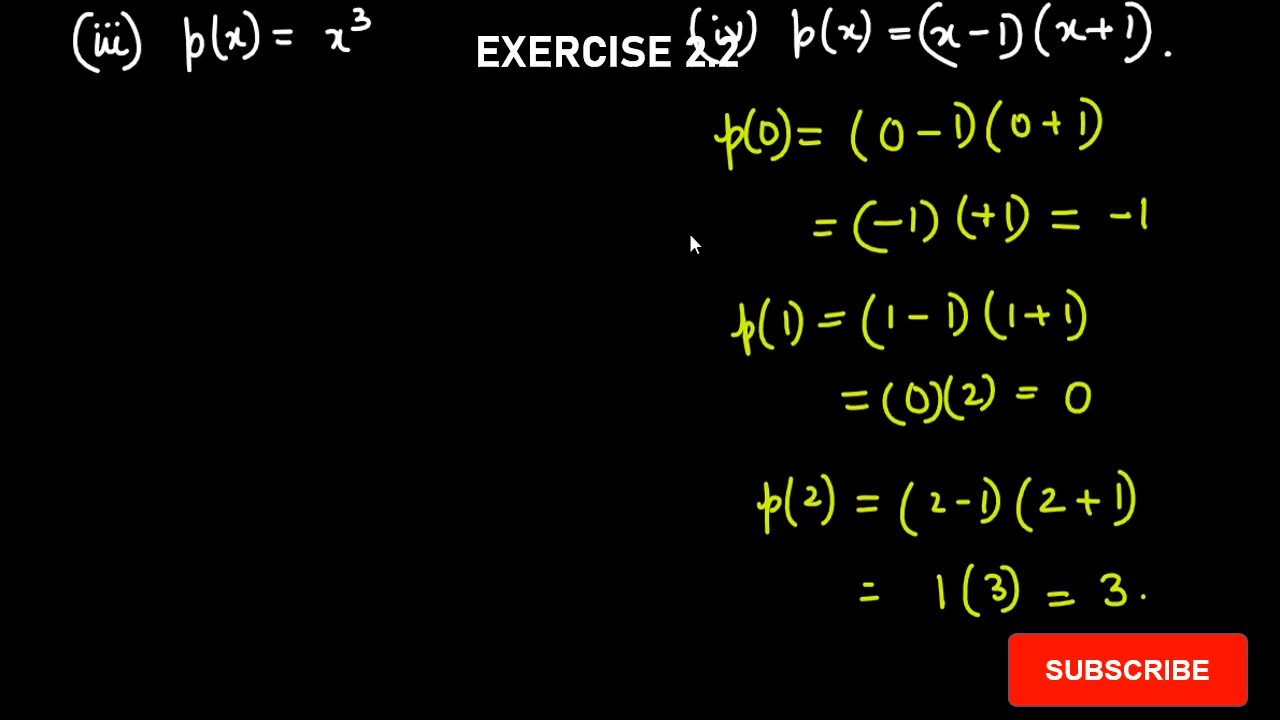 (iii) p(x) = x³
EXERCISE 2.2
(iv) p(x) = (x-1)(x+1).
p(0) = (0-1)(0+1)
= (-1)(+1) = -1
p(1) = (1-1)(1+1)
= (0)(2) = 0
p(2) = (2-1)(2+1)
= 1(3) = 3.
SUBSCRIBE